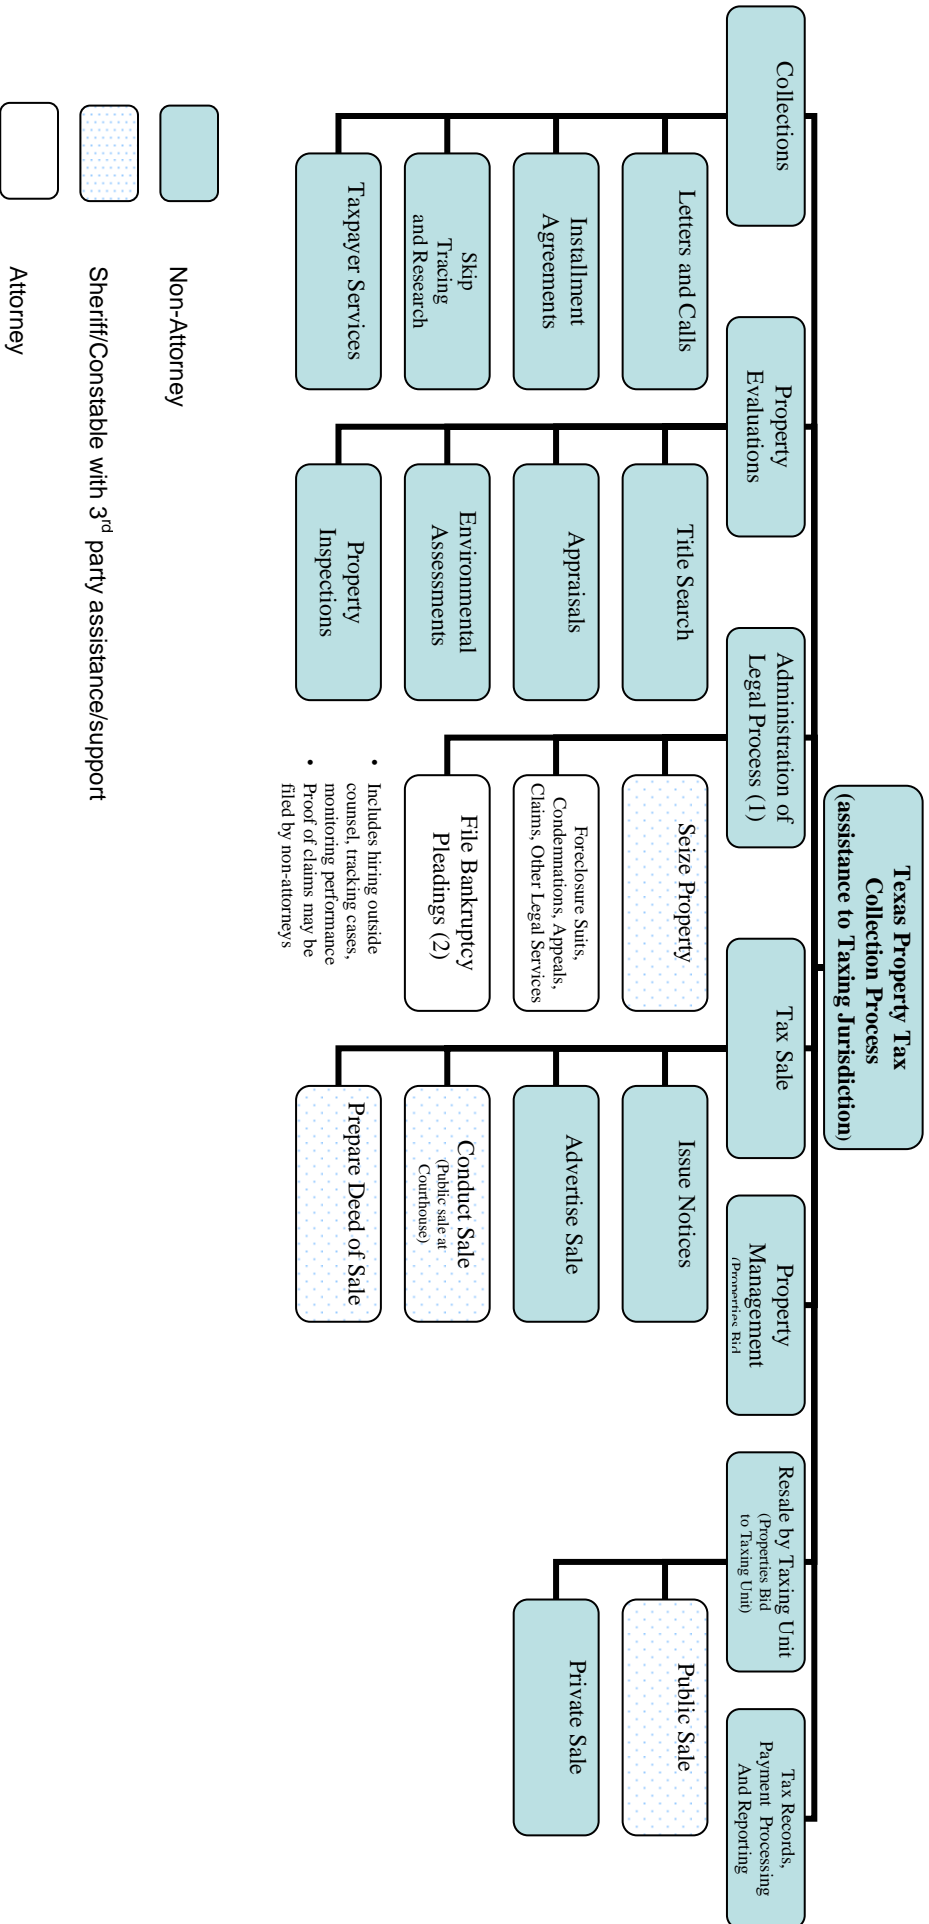 Texas Property Tax
Collection Process
(assistance to Taxing Jurisdiction)
Collections
Letters and Calls
Installment
Agreements
Skip
Tracing
and Research
Taxpayer Services
Property
Evaluations
Title Search
Appraisals
Environmental
Assessments
Property
Inspections
Administration of
Legal Process (1)
Seize Property
Foreclosure Suits,
Condemnations, Appeals,
Claims, Other Legal Services
File Bankruptcy
Pleadings (2)
• Includes hiring outside
counsel, tracking cases,
monitoring performance
• Proof of claims may be
filed by non-attorneys
Tax Sale
Issue Notices
Advertise Sale
Conduct Sale
(Public sale at
Courthouse)
Prepare Deed of Sale
Property
Management
(Properties Bid
Resale by Taxing Unit
(Properties Bid
to Taxing Unit)
Public Sale
Private Sale
Tax Records,
Payment Processing
And Reporting
Non-Attorney
Sheriff/Constable with 3rd party assistance/support
Attorney